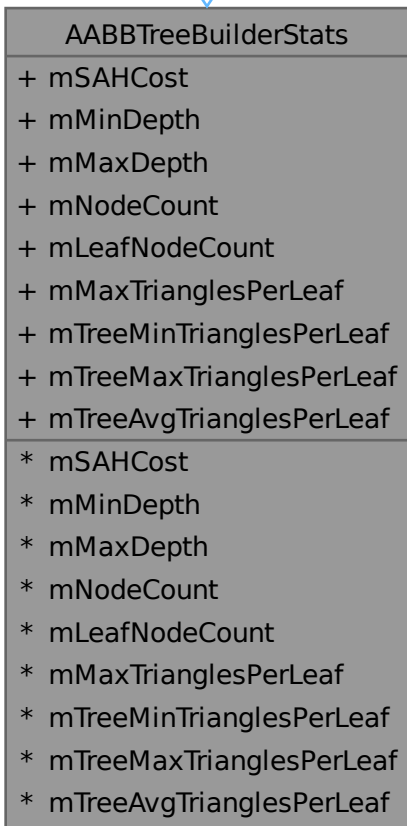 AABBTreeBuilderStats
+ mSAHCost
+ mMinDepth
+ mMaxDepth
+ mNodeCount
+ mLeafNodeCount
+ mMaxTrianglesPerLeaf
+ mTreeMinTrianglesPerLeaf
+ mTreeMaxTrianglesPerLeaf
+ mTreeAvgTrianglesPerLeaf
* mSAHCost
* mMinDepth
* mMaxDepth
* mNodeCount
* mLeafNodeCount
* mMaxTrianglesPerLeaf
* mTreeMinTrianglesPerLeaf
* mTreeMaxTrianglesPerLeaf
* mTreeAvgTrianglesPerLeaf